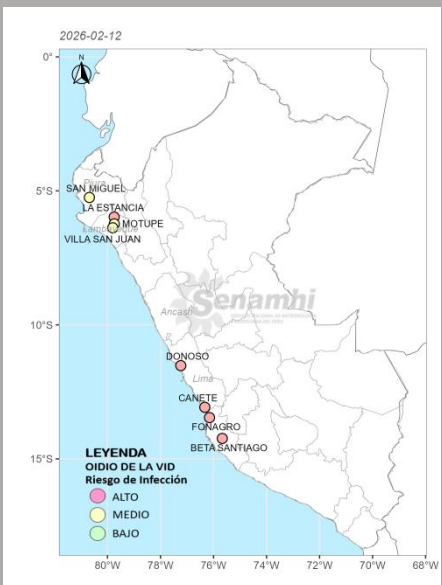 2026-02-12
N
0°
Piura
SAN MIGUEL
5°S
LA ESTANCIA
MOTUPE
Lambayeque
VILLA SAN JUAN
Senamhi
10°S
Ancash
DONOSO
Lima
CANETE
FONAGRO
BETA SANTIAGO
15°S
LEYENDA
OIDIO DE LA VID
Riesgo de Infección
ALTO
MEDIO
BAJO
80°W 78°W 76°W 74°W 72°W 70°W 68°W